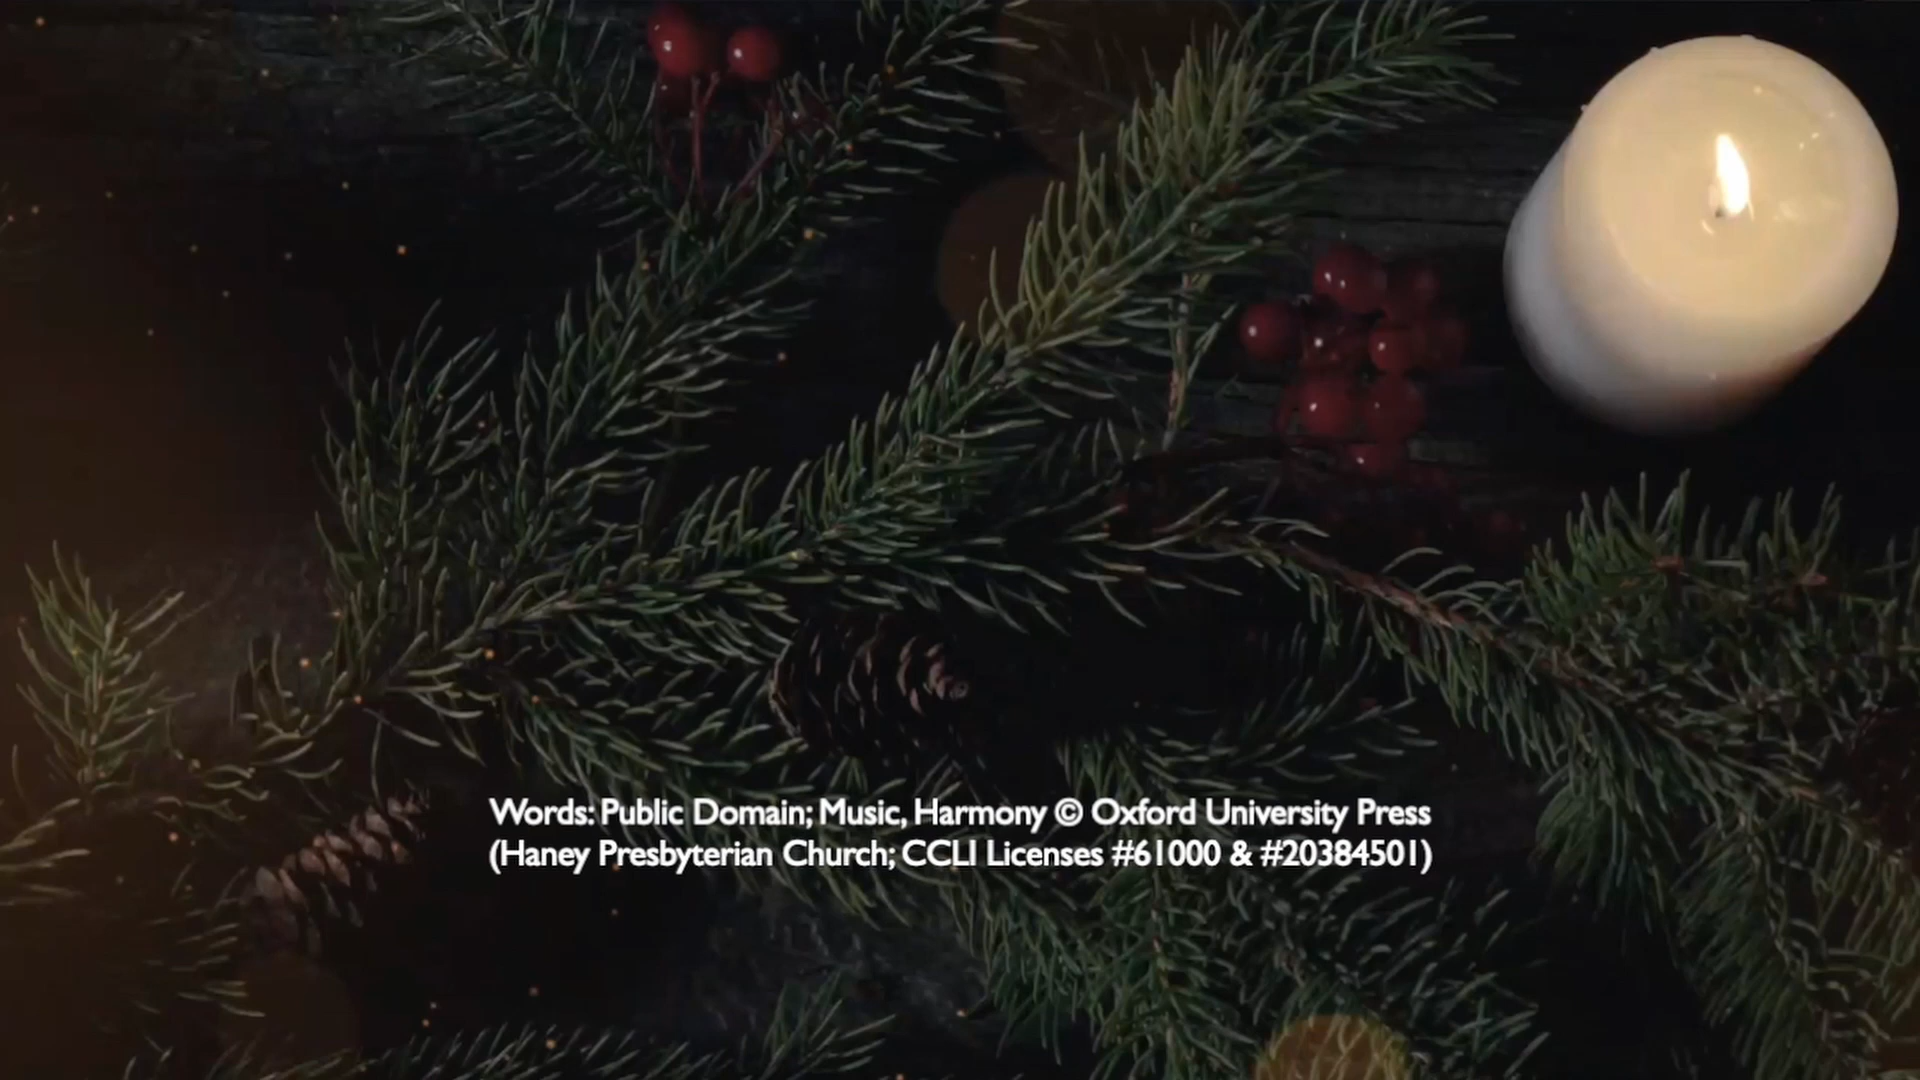 Words: Public Domain; Music, Harmony © Oxford University Press
(Haney Presbyterian Church; CCLI Licenses #61000 & #20384501)